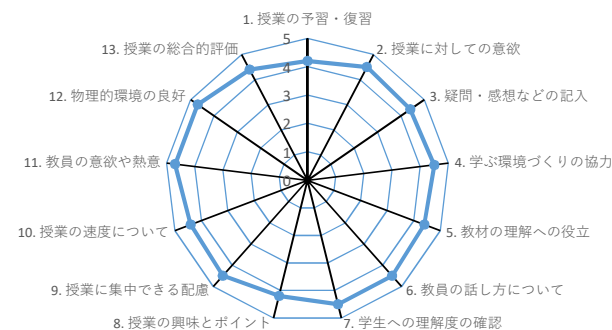 1. 授業の予習・復習
2. 授業に対しての意欲
3. 疑問・感想などの記入
4. 学ぶ環境づくりの協力
5. 教材の理解への役立
6. 教員の話し方について
7. 学生への理解度の確認
8. 授業の興味とポイント
9. 授業に集中できる配慮
10. 授業の速度について
11. 教員の意欲や熱意
12. 物理的環境の良好
13. 授業の総合的評価
5
4
3
2
1
0